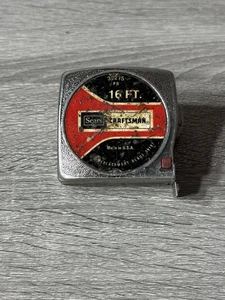 16 FT.
Sears
CRAFTSMAN
Made in U.S.A.